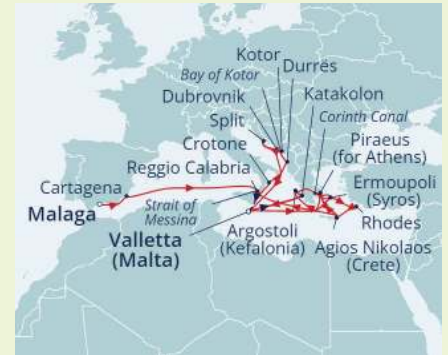 Kotor
Durrës
Bay of Kotor
Katakolon
Dubrovnik
Corinth Canal
Split
Piraeus
(for Athens)
Crotone
Reggio Calabria
Ermoupoli
(Syros)
Cartagena
Strait of
Messina
Malaga
Rhodes
Valletta
(Malta)
Argostoli
(Kefalonia)
Agios Nikolaos
(Crete)